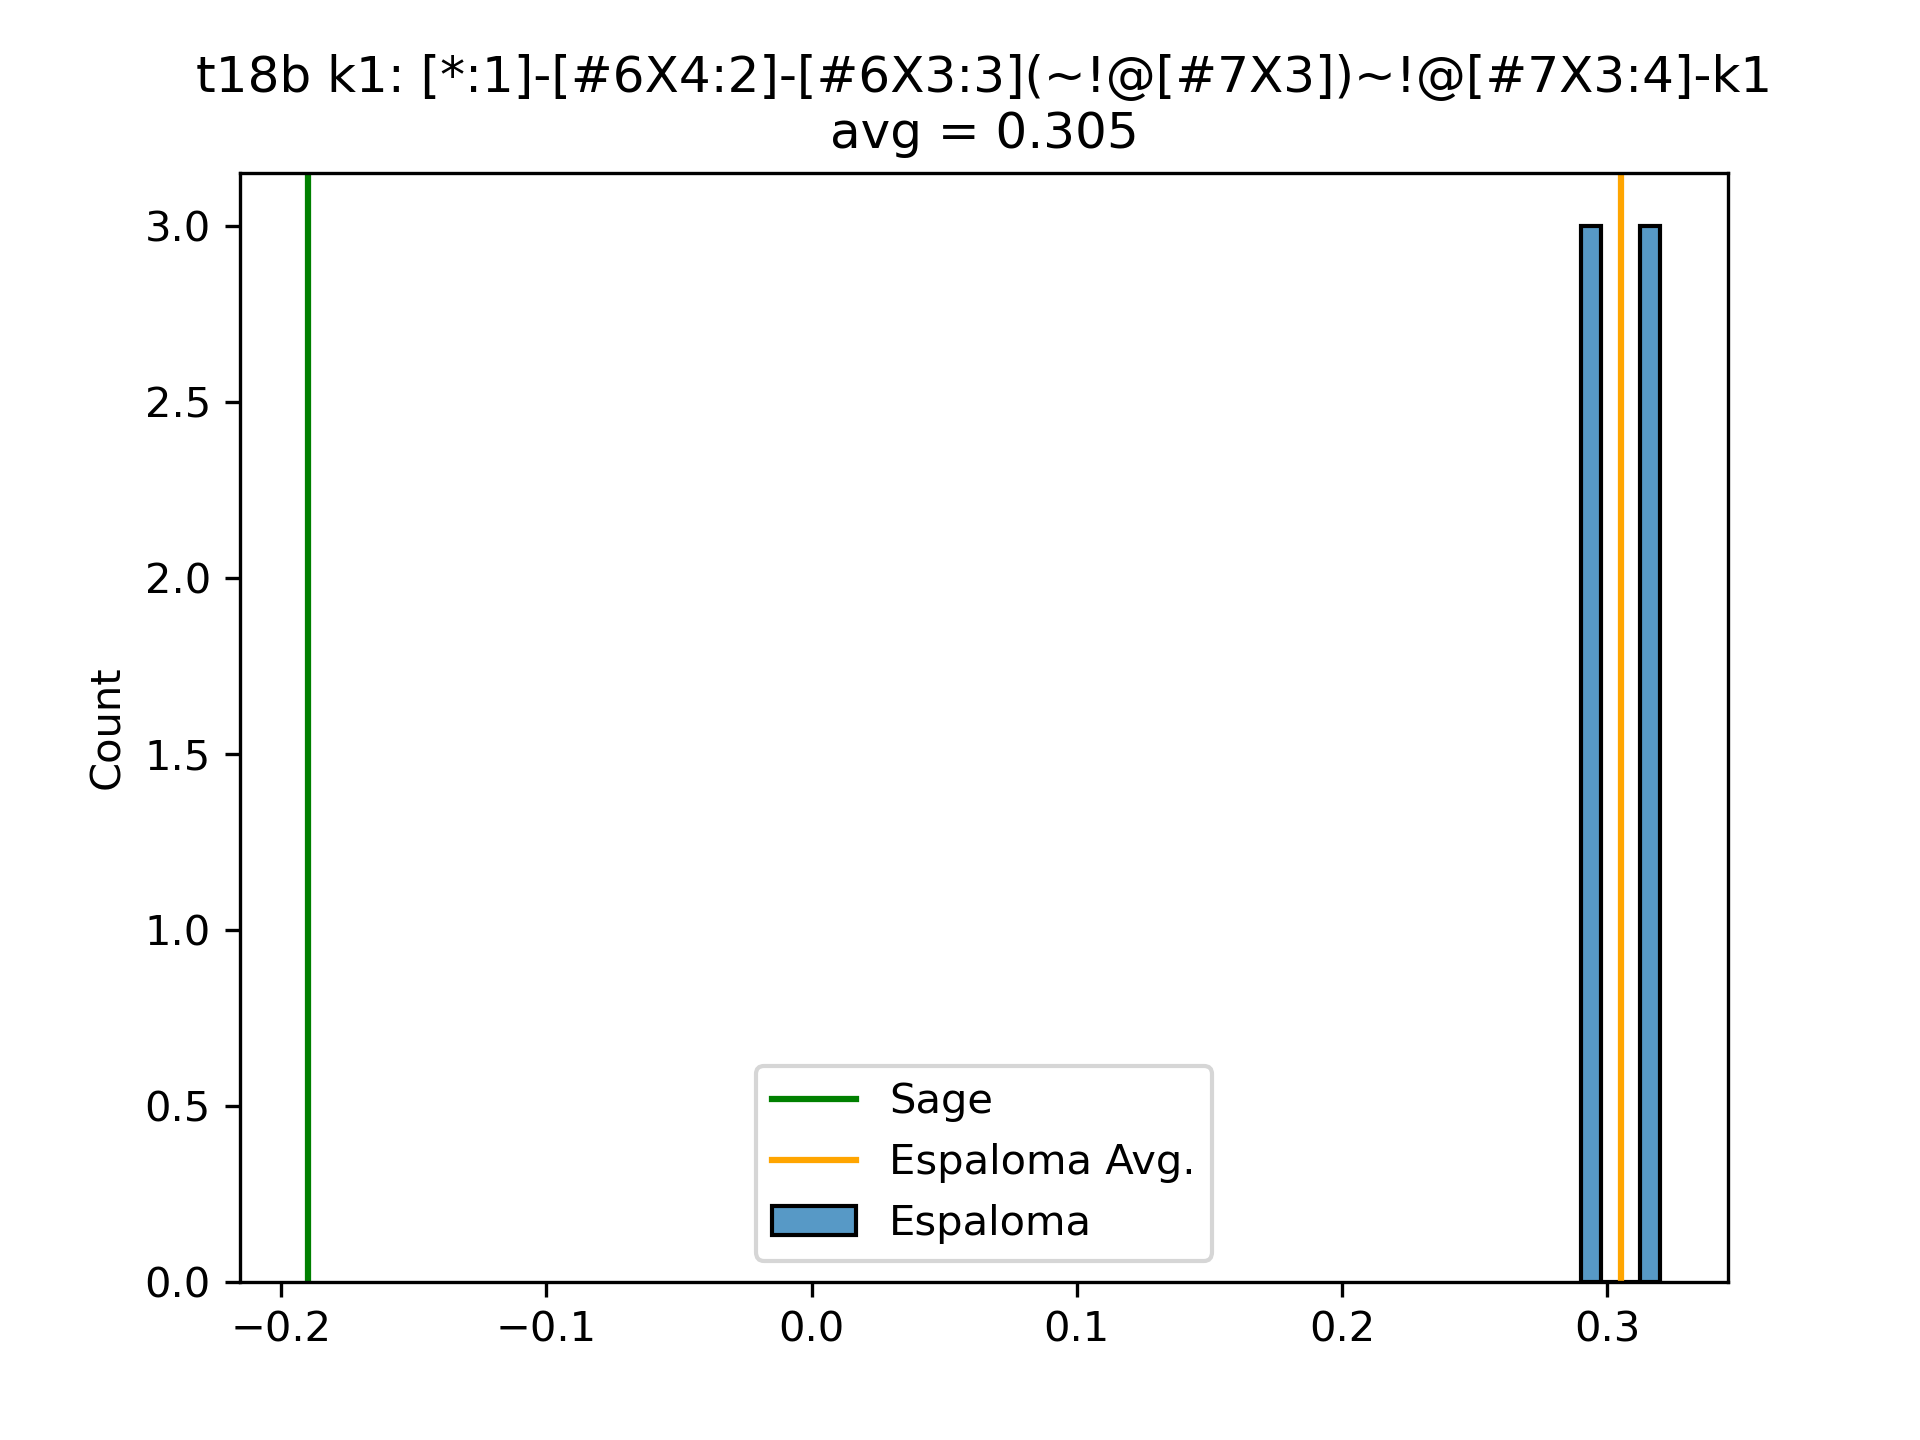 t18b k1: [*:1]-[#6X4:2]-[#6X3:3](~!@[#7X3])~!@[#7X3:4]-k1
avg = 0.305
3.0
2.5
2.0
1.5
1.0
0.5
0.0
Count
Sage
Espaloma Avg.
Espaloma
−0.2 −0.1 0.0 0.1 0.2 0.3